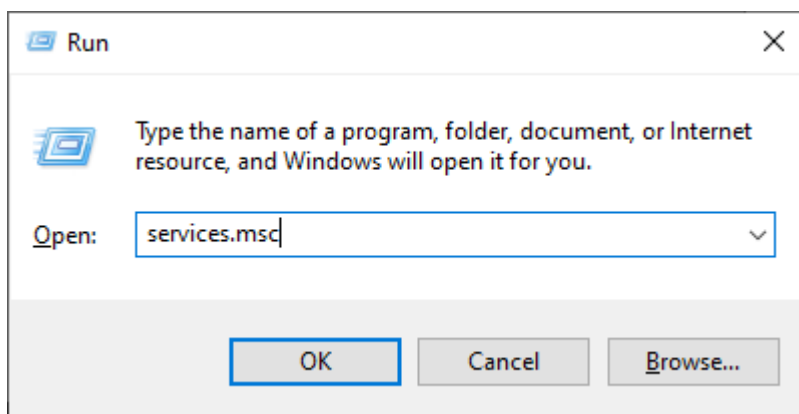 Run
Type the name of a program, folder, document, or Internet
resource, and Windows will open it for you.
Open: services.msc
OK Cancel Browse...